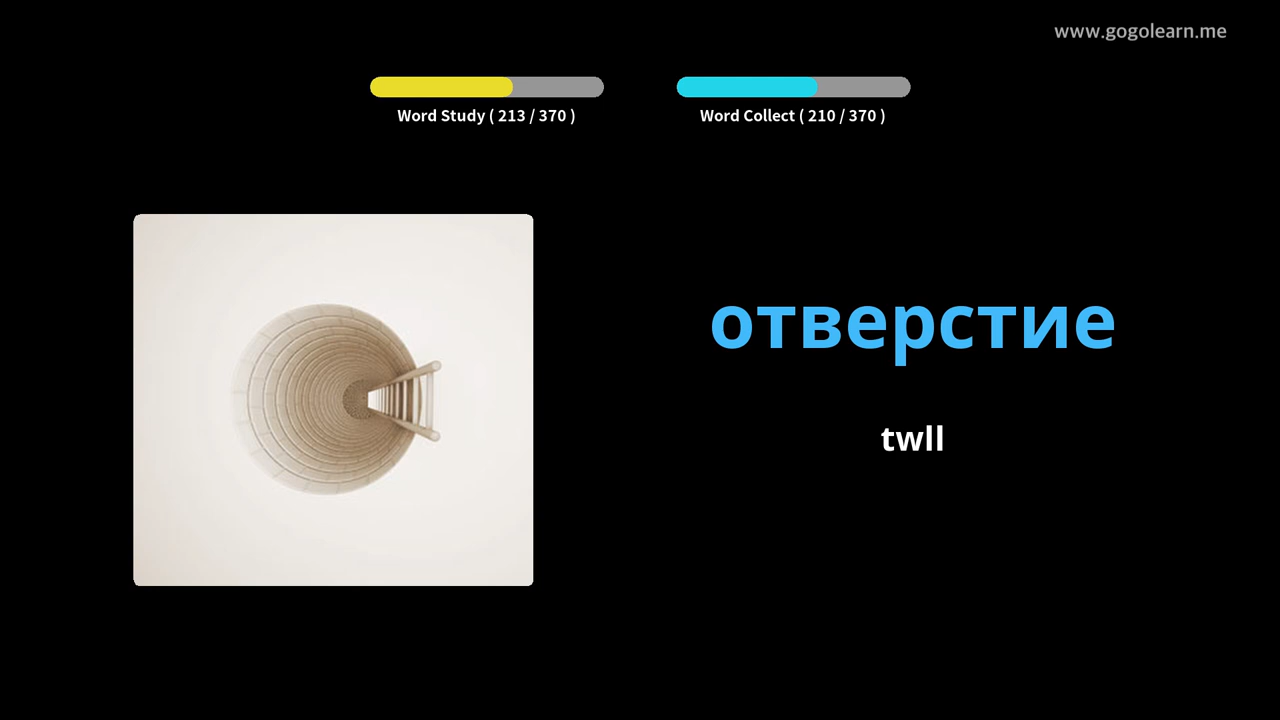 www.gogolearn.me
Word Study ( 213 / 370 )
Word Collect ( 210 / 370 )
отверстие
twll